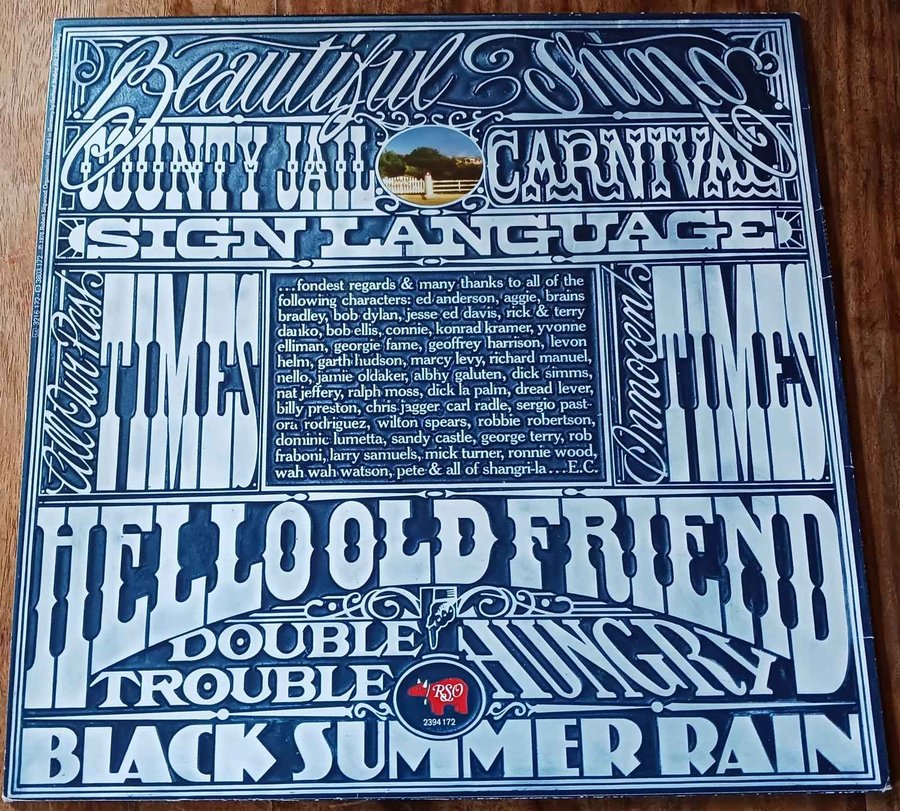 Beautiful Thing
COUNTY JAIL CARNIVAL
SIGN LANGUAGE
All Our Past TIMES
...fondest regards & many thanks to all of the
following characters: ed anderson, aggie, brains
bradley, bob dylan, jesse ed davis, rick & terry
danko, bob ellis, connie, konrad kramer, yvonne
elliman, georgie fame, geoffrey harrison, levon
helm, garth hudson, marcy levy, richard manuel,
nello, jamie oldaker, albhy galuten, dick simms,
nat jeffery, ralph moss, dick la palm, dread lever,
billy preston, chris jagger carl radle, sergio past-
ora rodriguez, wilton spears, robbie robertson,
dominic lumetta, sandy castle, george terry, rob
fraboni, larry samuels, mick turner, ronnie wood,
wah wah watson, pete & all of shangri-la....E.C.
Innocent TIMES
HELLO OLD FRIEND
DOUBLE TROUBLE
HUNGRY
RSO
2394 172
BLACK SUMMER RAIN